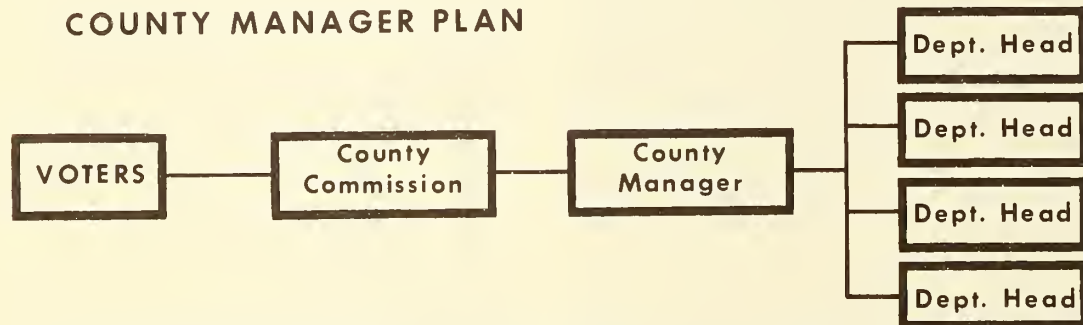 COUNTY MANAGER PLAN
VOTERS
County
Commission
County
Manager
Dept. Head
Dept. Head
Dept. Head
Dept. Head